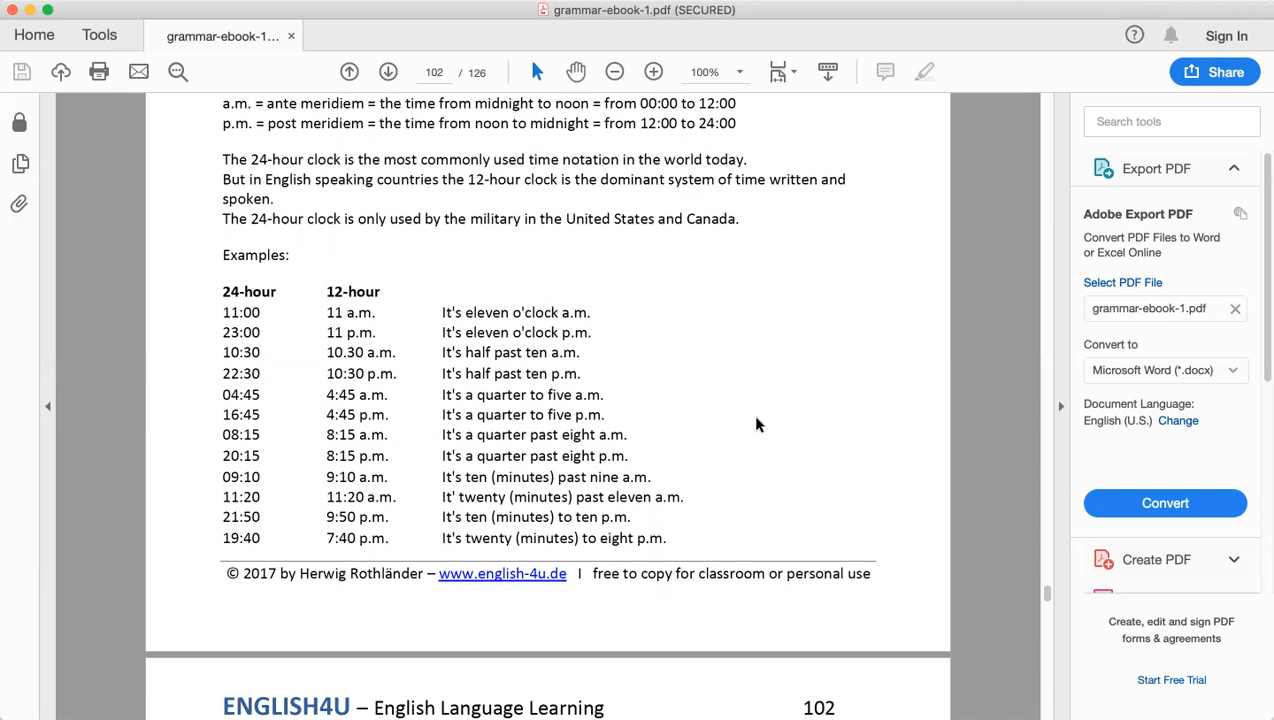 grammar-ebook-1.pdf (SECURED)
Home Tools grammar-ebook-1... × Sign In
102 / 126 100% Share
a.m. = ante meridiem = the time from midnight to noon = from 00:00 to 12:00
p.m. = post meridiem = the time from noon to midnight = from 12:00 to 24:00
The 24-hour clock is the most commonly used time notation in the world today.
But in English speaking countries the 12-hour clock is the dominant system of time written and
spoken.
The 24-hour clock is only used by the military in the United States and Canada.
Examples:
24-hour 12-hour
11:00 11 a.m. It's eleven o'clock a.m.
23:00 11 p.m. It's eleven o'clock p.m.
10:30 10.30 a.m. It's half past ten a.m.
22:30 10:30 p.m. It's half past ten p.m.
04:45 4:45 a.m. It's a quarter to five a.m.
16:45 4:45 p.m. It's a quarter to five p.m.
08:15 8:15 a.m. It's a quarter past eight a.m.
20:15 8:15 p.m. It's a quarter past eight p.m.
09:10 9:10 a.m. It's ten (minutes) past nine a.m.
11:20 11:20 a.m. It' twenty (minutes) past eleven a.m.
21:50 9:50 p.m. It's ten (minutes) to ten p.m.
19:40 7:40 p.m. It's twenty (minutes) to eight p.m.
© 2017 by Herwig Rothländer – www.english-4u.de I free to copy for classroom or personal use
ENGLISH4U – English Language Learning 102
Search tools
Export PDF
Adobe Export PDF
Convert PDF Files to Word
or Excel Online
Select PDF File
grammar-ebook-1.pdf
Convert to
Microsoft Word (*.docx)
Document Language:
English (U.S.) Change
Convert
Create PDF
Create, edit and sign PDF
forms & agreements
Start Free Trial